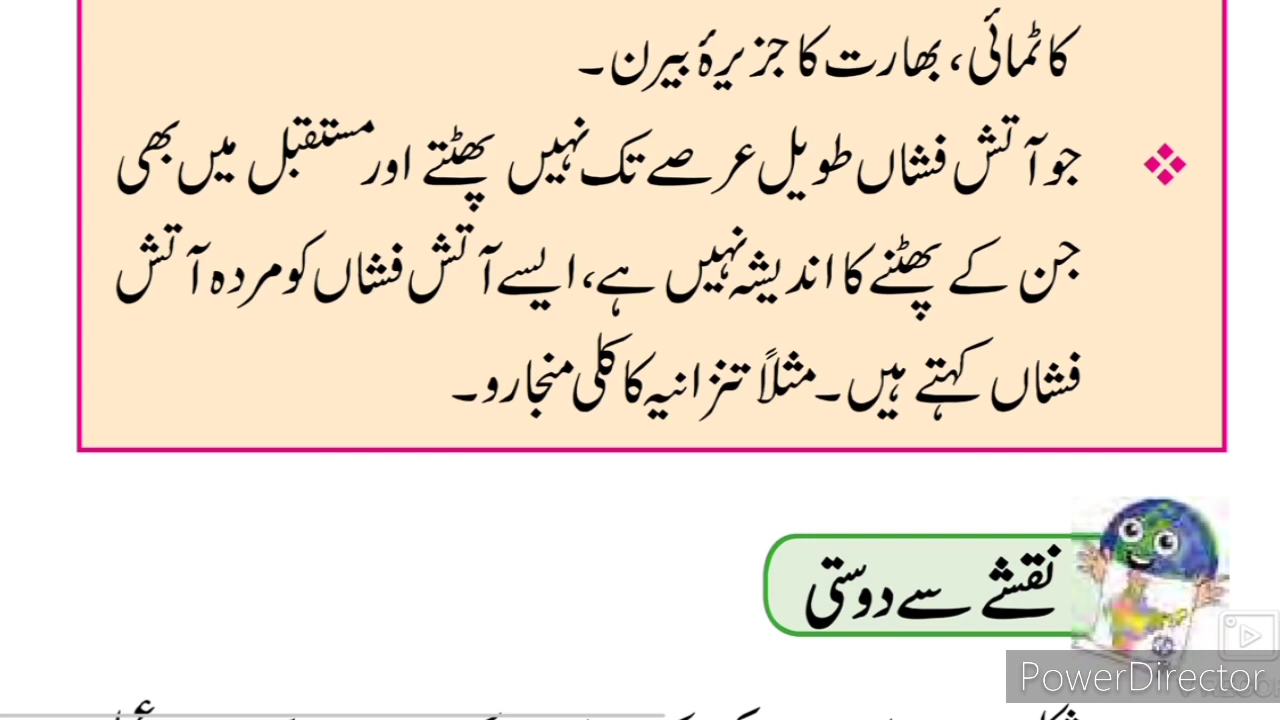 کاٹمائی، بھارت کا جزیرۂ بیرن۔
جو آتش فشاں طویل عرصے تک نہیں پھٹتے اور مستقبل میں بھی
جن کے پھٹنے کا اندیشہ نہیں ہے، ایسے آتش فشاں کو مردہ آتش
فشاں کہتے ہیں۔ مثلاً تنزانیہ کا کلی منجارو۔
نقشے سے دوستی
PowerDirector